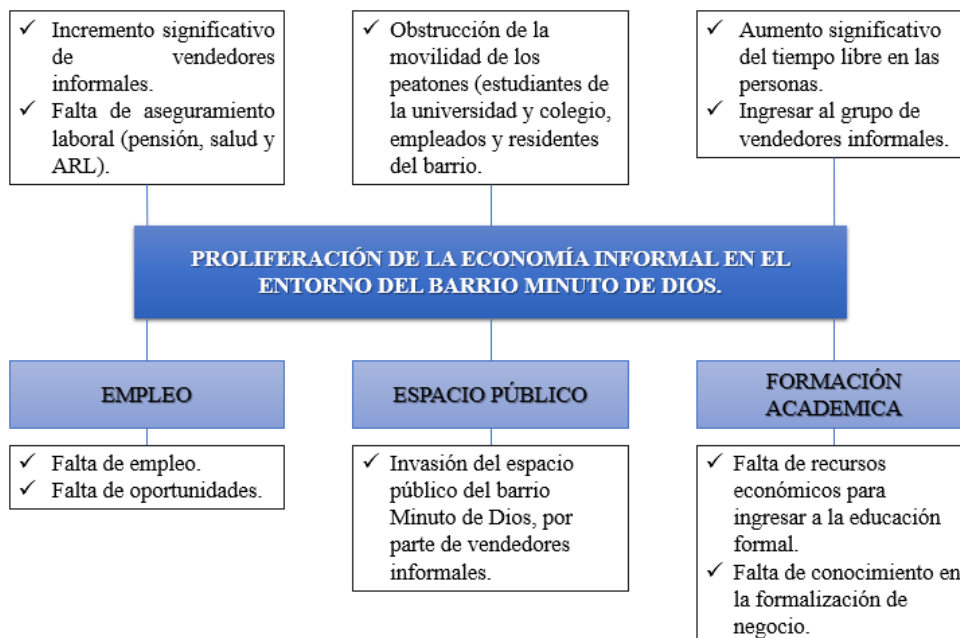 ✓ Incremento significativo
de vendedores
informales.
✓ Falta de aseguramiento
laboral (pensión, salud y
ARL).
✓ Obstrucción de la
movilidad de los
peatones (estudiantes de
la universidad y colegio,
empleados y residentes
del barrio.
✓ Aumento significativo
del tiempo libre en las
personas.
✓ Ingresar al grupo de
vendedores informales.
PROLIFERACIÓN DE LA ECONOMÍA INFORMAL EN EL
ENTORNO DEL BARRIO MINUTO DE DIOS.
EMPLEO
ESPACIO PÚBLICO
FORMACIÓN
ACADEMICA
✓ Falta de empleo.
✓ Falta de oportunidades.
✓ Invasión del espacio
público del barrio
Minuto de Dios, por
parte de vendedores
informales.
✓ Falta de recursos
económicos para
ingresar a la educación
formal.
✓ Falta de conocimiento en
la formalización de
negocio.